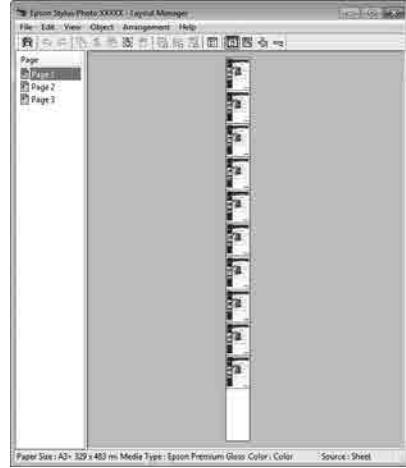 Epson Stylus Photo XXXXX - Layout Manager
File Edit View Object Arrangement Help
Page
Page 1
Page 2
Page 3
Paper Size : A3+ 329 x 483 mm Media Type : Epson Premium Gloss Color : Color Source : Sheet